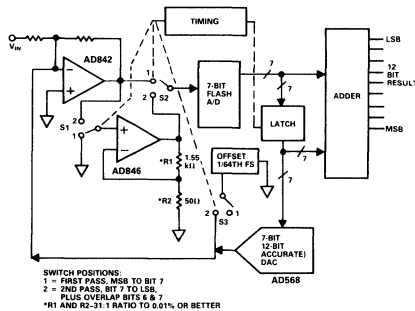 TIMING
V_IN
AD842
LSB
1
2
S2
7-BIT
FLASH
A/D
7
7
12
BIT
RESULT
ADDER
2
S1
1
LATCH
MSB
AD846
*R1
1.55
kΩ
OFFSET
1/64TH FS
7
7
*R2
50Ω
2
1
S3
7-BIT
12-BIT
ACCURATE)
DAC
AD568
SWITCH POSITIONS:
1 = FIRST PASS, MSB TO BIT 7
2 = 2ND PASS, BIT 7 TO LSB,
PLUS OVERLAP BITS 6 & 7
*R1 AND R2–31:1 RATIO TO 0.01% OR BETTER